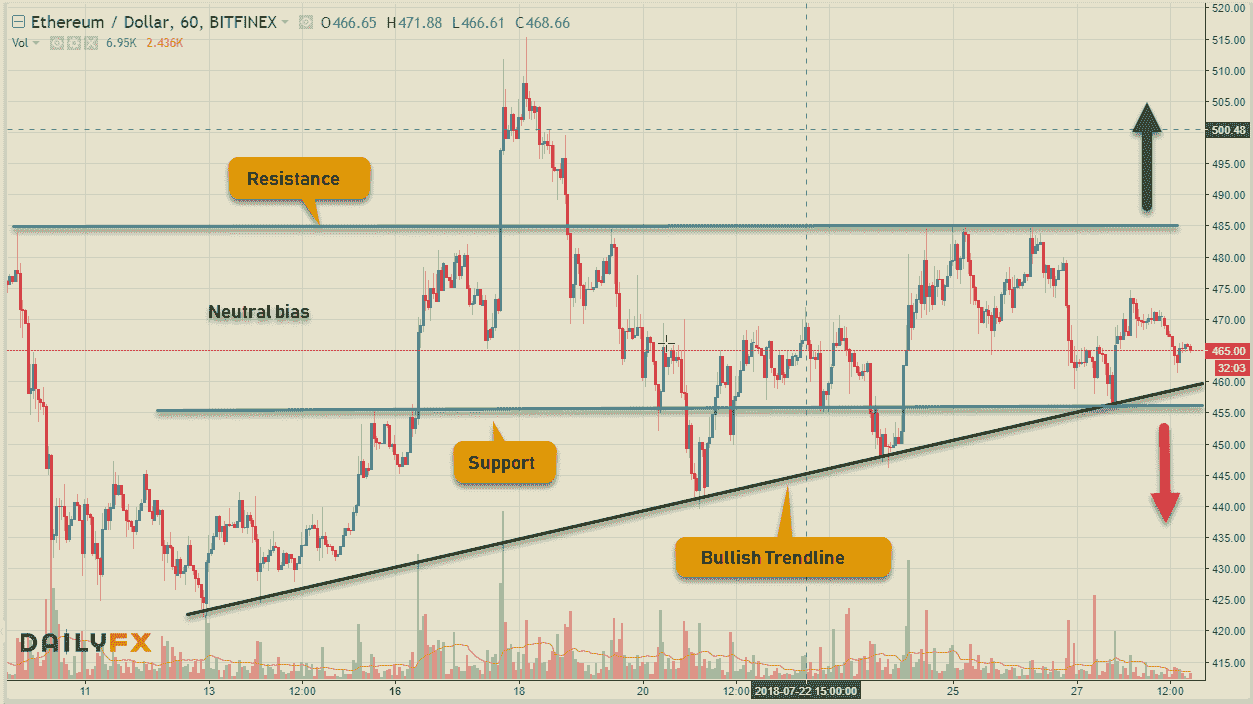 Ethereum / Dollar, 60, BITFINEX O466.65 H471.88 L466.61 C468.66
Vol 6.95K 2.436K
520.00
515.00
510.00
505.00
500.48
495.00
490.00
485.00
480.00
475.00
470.00
465.00
32:03
460.00
455.00
450.00
445.00
440.00
435.00
430.00
425.00
420.00
415.00
Resistance
Neutral bias
Support
Bullish Trendline
DAILYFX
11 13 12:00 16 18 20 12:00 2018-07-22 15:00:00 25 27 12:00